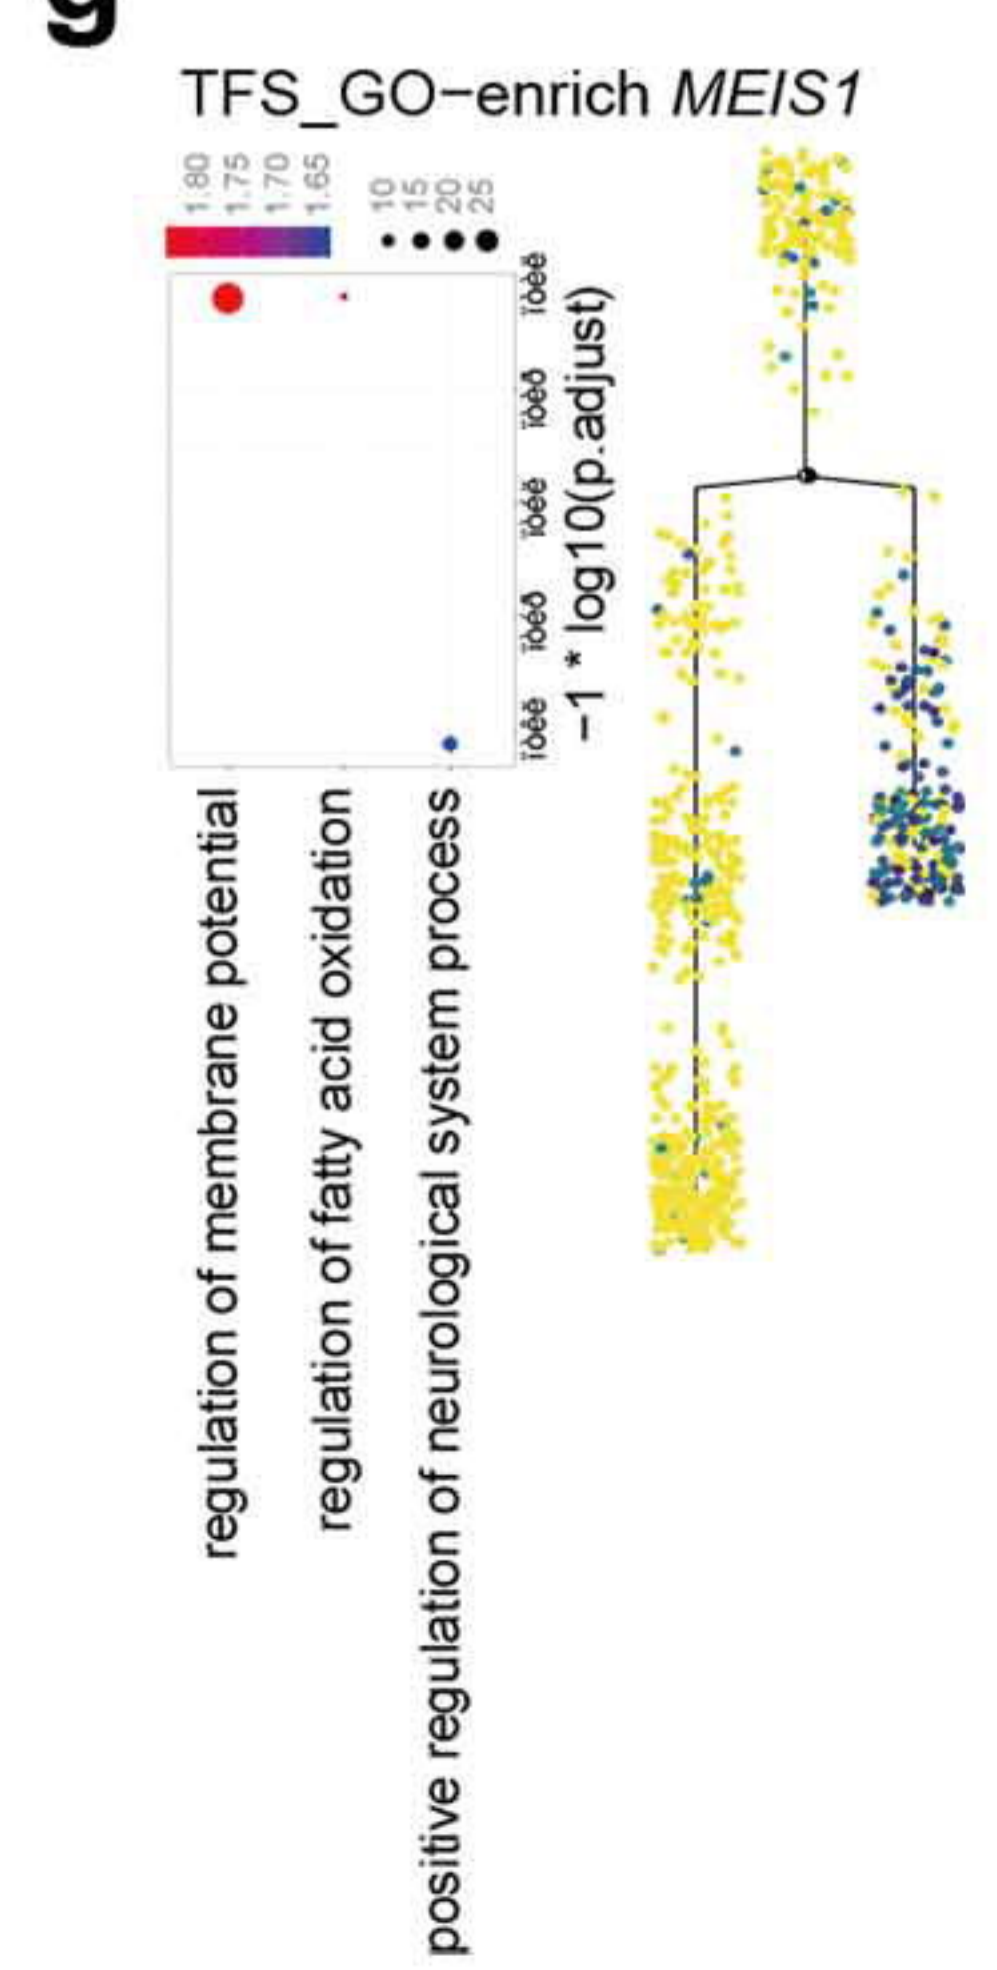 g
TFS_GO−enrich MEIS1
1.80
1.75
1.70
1.65
10
15
20
25
−1 * log10(p.adjust)
regulation of membrane potential
regulation of fatty acid oxidation
positive regulation of neurological system process